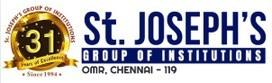 St. JOSEPH'S GROUP OF INSTITUTIONS
31
Years of Excellence
* Since 1994 *
St. JOSEPH'S
GROUP OF INSTITUTIONS
OMR, CHENNAI - 119